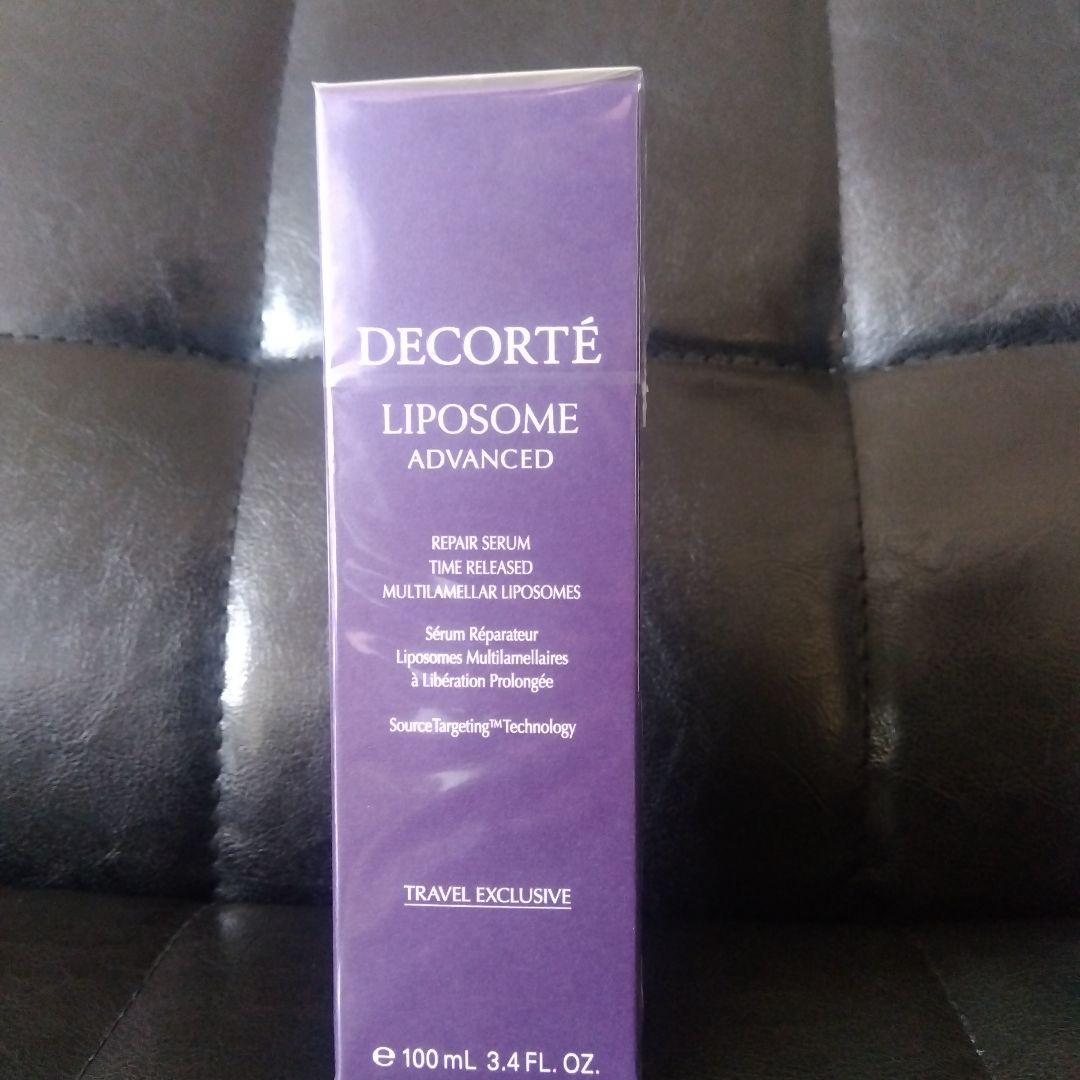 DECORTÉ
LIPOSOME
ADVANCED
REPAIR SERUM
TIME RELEASED
MULTILAMELLAR LIPOSOMES
Sérum Réparateur
Liposomes Multilamellaires
à Libération Prolongée
SourceTargeting™Technology
TRAVEL EXCLUSIVE
℮ 100 mL 3.4 FL. OZ.